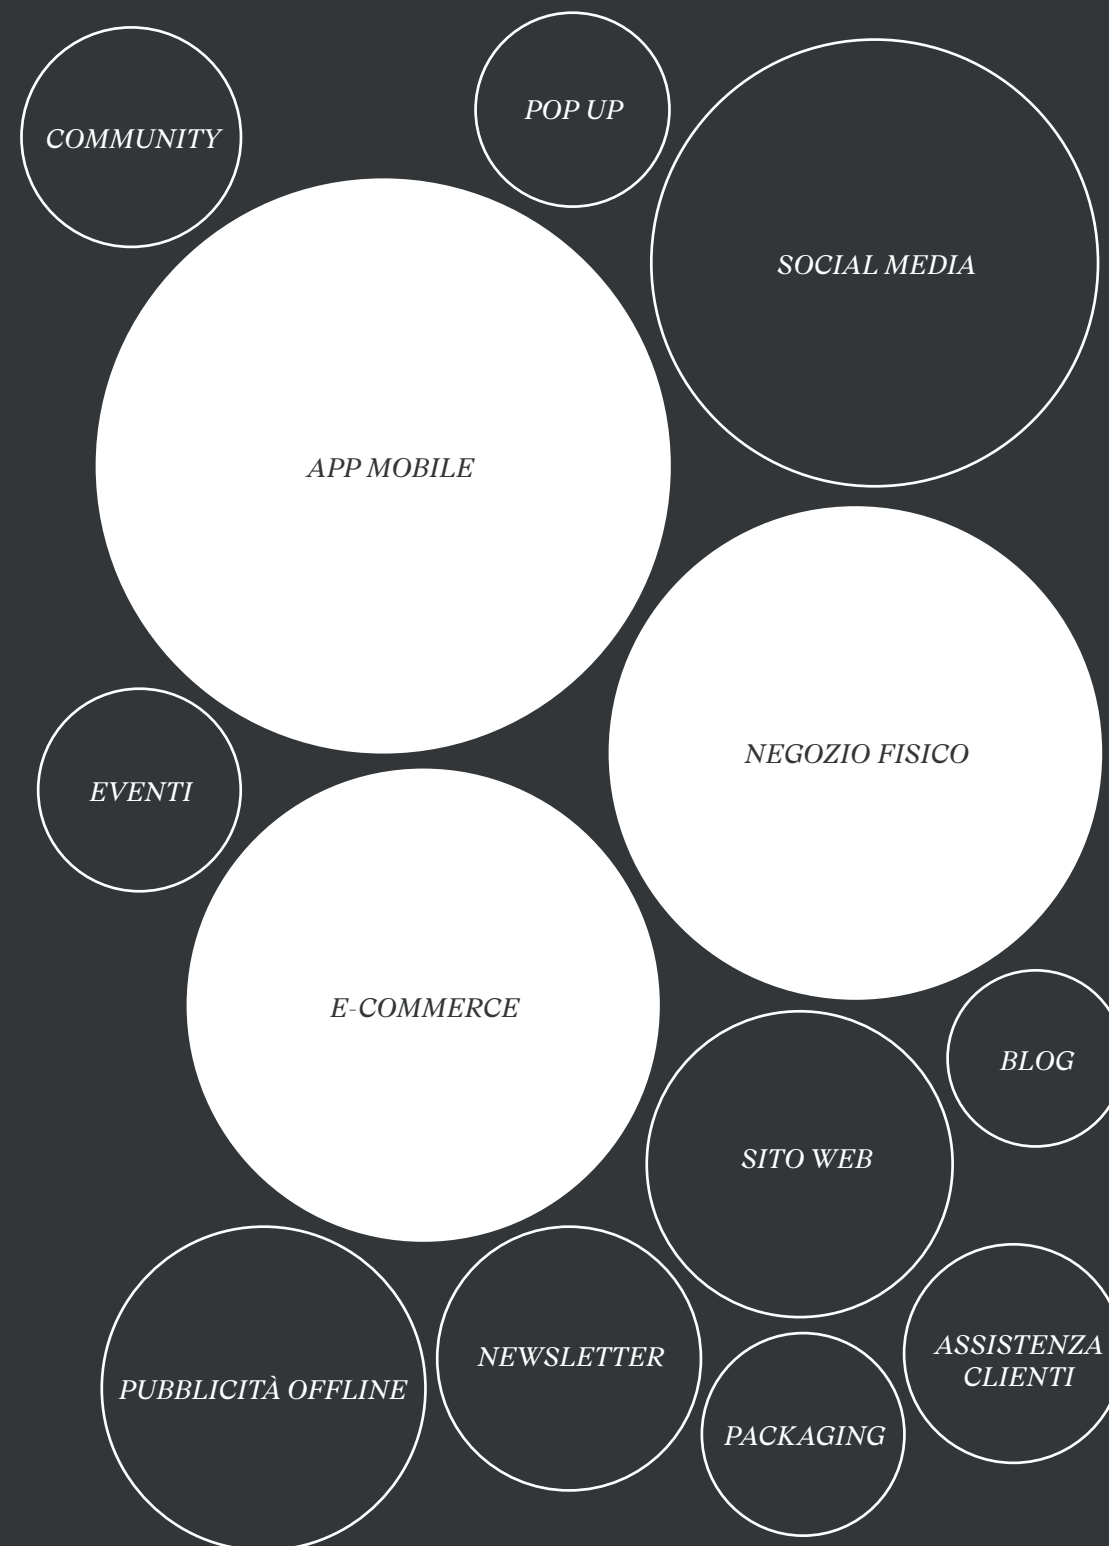 COMMUNITY
POP UP
SOCIAL MEDIA
APP MOBILE
NEGOZIO FISICO
EVENTI
E-COMMERCE
BLOG
SITO WEB
NEWSLETTER
ASSISTENZA
CLIENTI
PUBBLICITÀ OFFLINE
PACKAGING